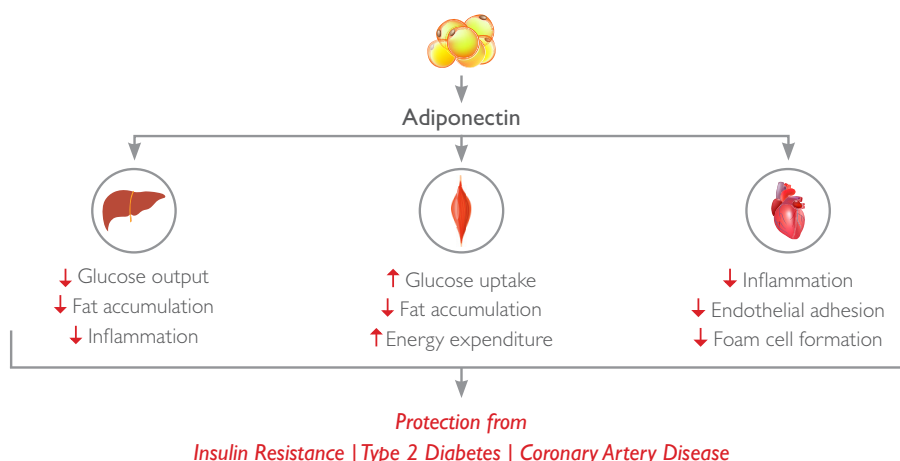 Adiponectin
↓ Glucose output
↓ Fat accumulation
↓ Inflammation
↑ Glucose uptake
↓ Fat accumulation
↑ Energy expenditure
↓ Inflammation
↓ Endothelial adhesion
↓ Foam cell formation
Protection from
Insulin Resistance | Type 2 Diabetes | Coronary Artery Disease